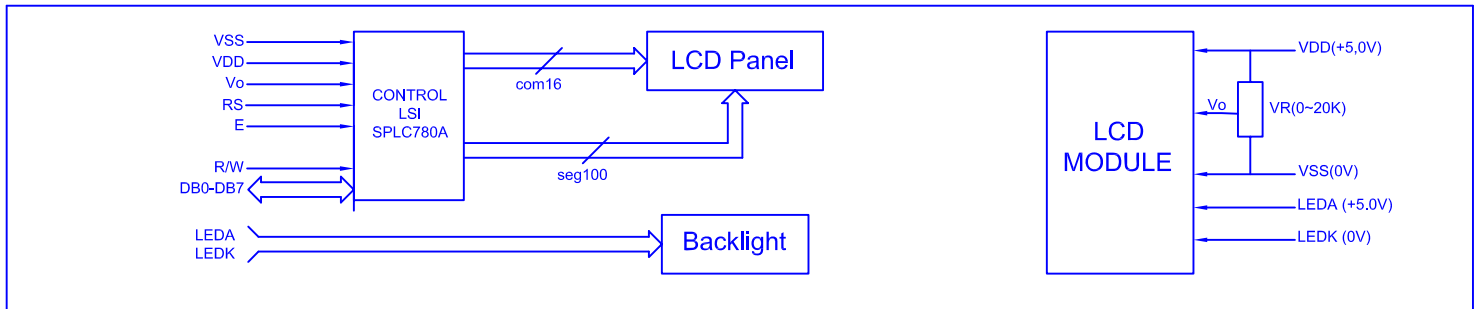 VSS
VDD
Vo
RS
E
R/W
DB0-DB7
CONTROL
LSI
SPLC780A
com16
LCD Panel
seg100
LEDA
LEDK
Backlight
LCD
MODULE
VDD(+5,0V)
Vo
VR(0~20K)
VSS(0V)
LEDA (+5.0V)
LEDK (0V)